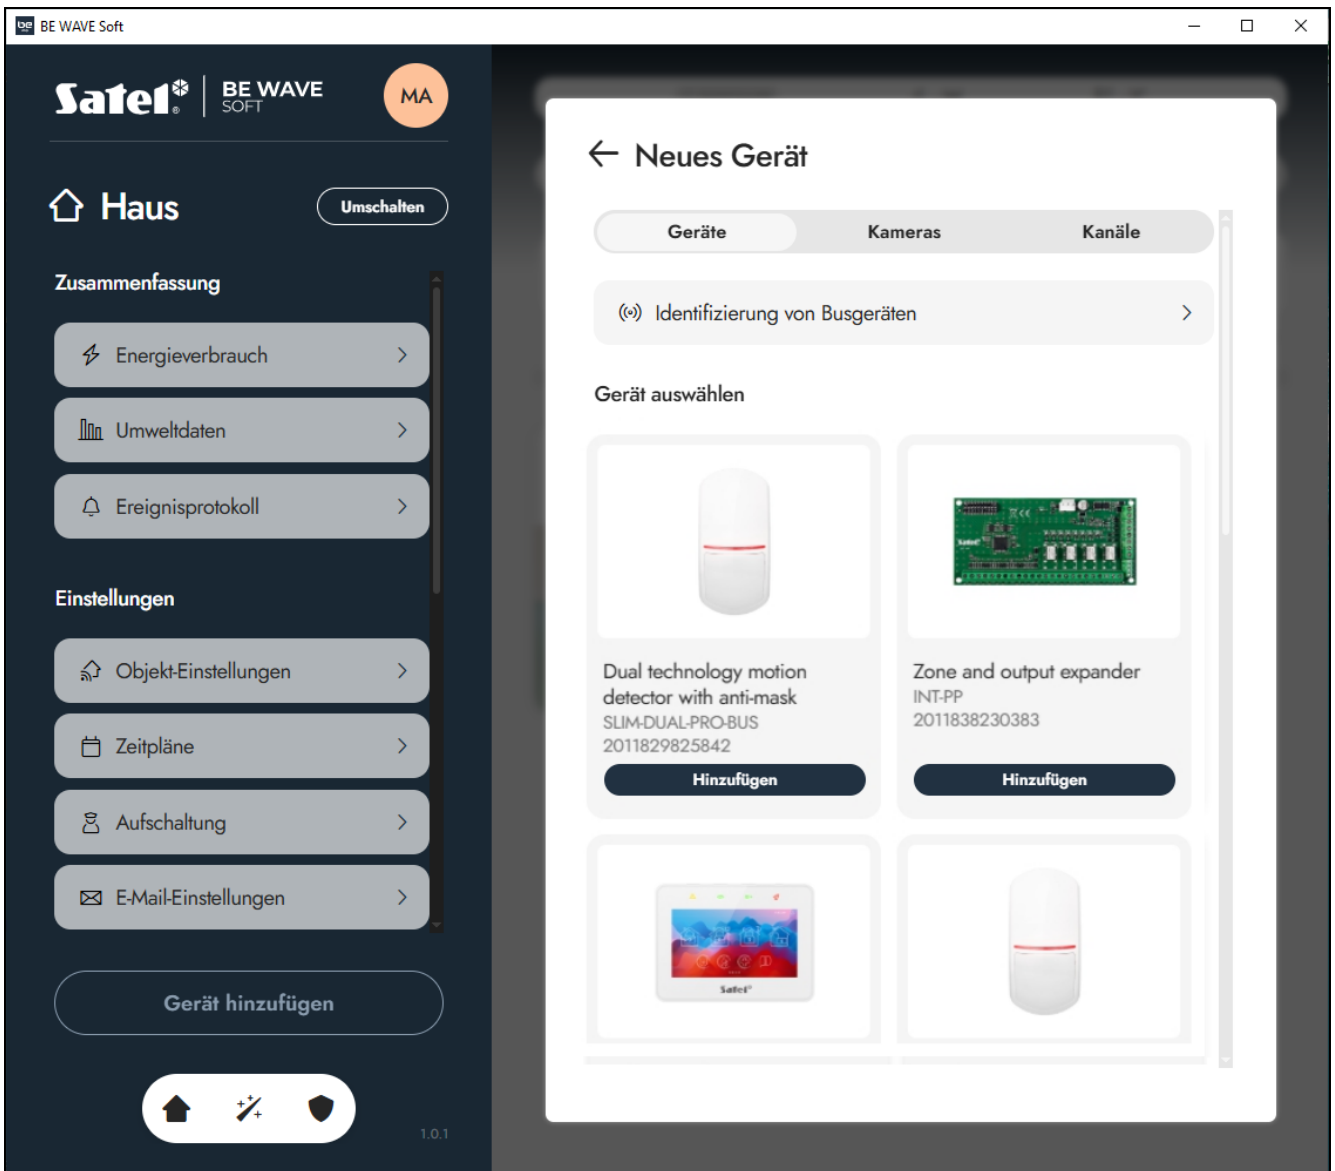 BE WAVE Soft
Satel
BE WAVE
SOFT
MA
Haus
Umschalten
Zusammenfassung
Energieverbrauch
Umweltdaten
Ereignisprotokoll
Einstellungen
Objekt-Einstellungen
Zeitpläne
Aufschaltung
E-Mail-Einstellungen
Gerät hinzufügen
1.0.1
Neues Gerät
Geräte
Kameras
Kanäle
Identifizierung von Busgeräten
Gerät auswählen
Dual technology motion
detector with anti-mask
SLIM-DUAL-PRO-BUS
2011829825842
Hinzufügen
Zone and output expander
INT-PP
2011838230383
Hinzufügen
Satel